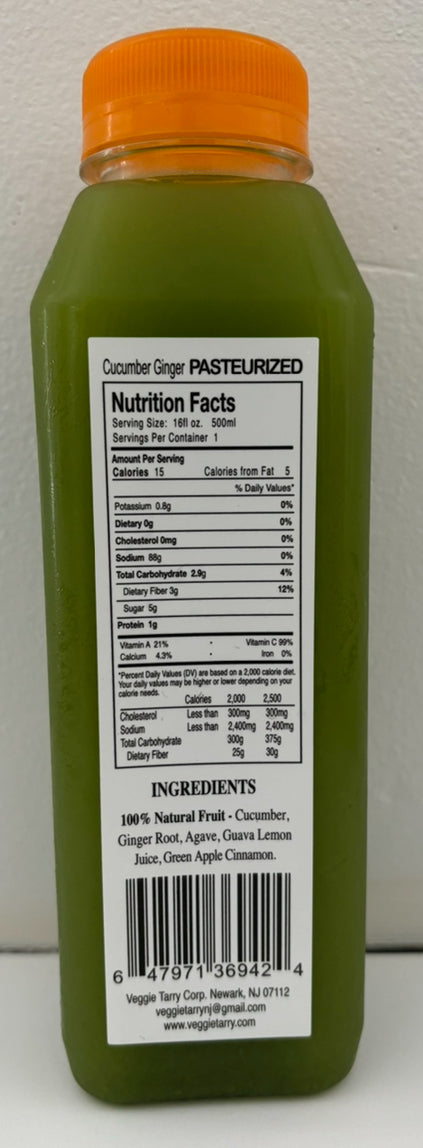 Cucumber Ginger PASTEURIZED
Nutrition Facts
Serving Size: 16fl oz. 500ml
Servings Per Container 1
Amount Per Serving
Calories 15 Calories from Fat 5
% Daily Values*
Potassium 0.8g 0%
Dietary 0g 0%
Cholesterol 0mg 0%
Sodium 88g 0%
Total Carbohydrate 2.9g 4%
Dietary Fiber 3g 12%
Sugar 5g
Protein 1g
Vitamin A 21% • Vitamin C 99%
Calcium 4.3% • Iron 0%
*Percent Daily Values (DV) are based on a 2,000 calorie diet.
Your daily values may be higher or lower depending on your
calorie needs.
Calories 2,000 2,500
Cholesterol Less than 300mg 300mg
Sodium Less than 2,400mg 2,400mg
Total Carbohydrate 300g 375g
Dietary Fiber 25g 30g
INGREDIENTS
100% Natural Fruit - Cucumber,
Ginger Root, Agave, Guava Lemon
Juice, Green Apple Cinnamon.
6 47971 36942 4
Veggie Tarry Corp. Newark, NJ 07112
veggietarrynj@gmail.com
www.veggietarry.com